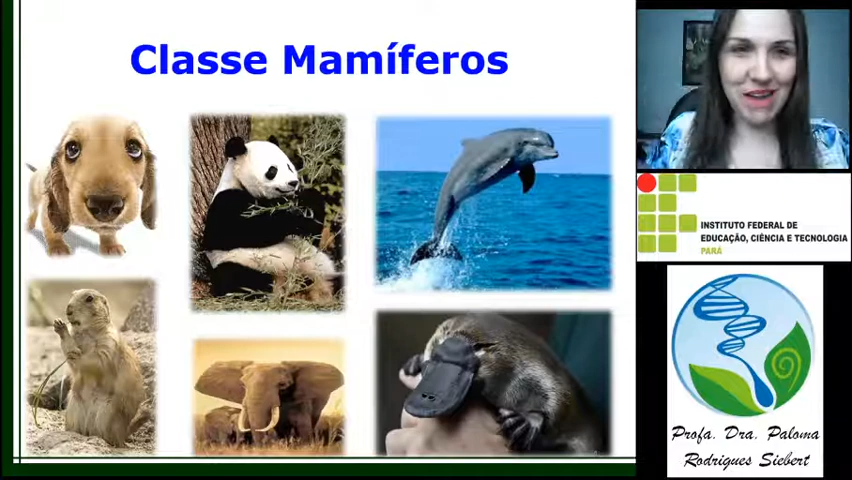 Classe Mamíferos
INSTITUTO FEDERAL DE
EDUCAÇÃO, CIÊNCIA E TECNOLOGIA
PARÁ
Profa. Dra. Paloma
Rodrigues Siebert